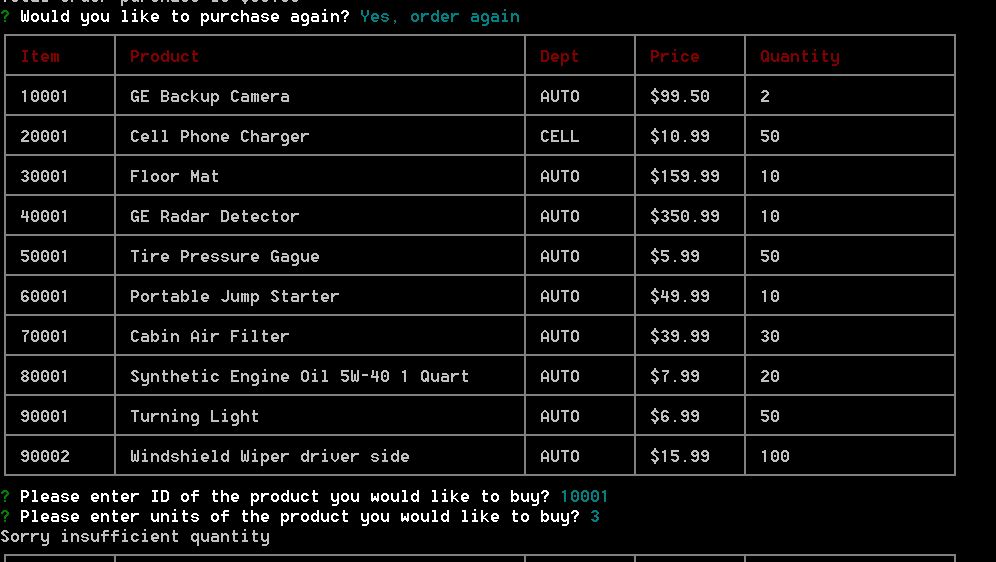 ? Would you like to purchase again? Yes, order again
Item Product Dept Price Quantity
10001 GE Backup Camera AUTO $99.50 2
20001 Cell Phone Charger CELL $10.99 50
30001 Floor Mat AUTO $159.99 10
40001 GE Radar Detector AUTO $350.99 10
50001 Tire Pressure Gague AUTO $5.99 50
60001 Portable Jump Starter AUTO $49.99 10
70001 Cabin Air Filter AUTO $39.99 30
80001 Synthetic Engine Oil 5W-40 1 Quart AUTO $7.99 20
90001 Turning Light AUTO $6.99 50
90002 Windshield Wiper driver side AUTO $15.99 100
? Please enter ID of the product you would like to buy? 10001
? Please enter units of the product you would like to buy? 3
Sorry insufficient quantity